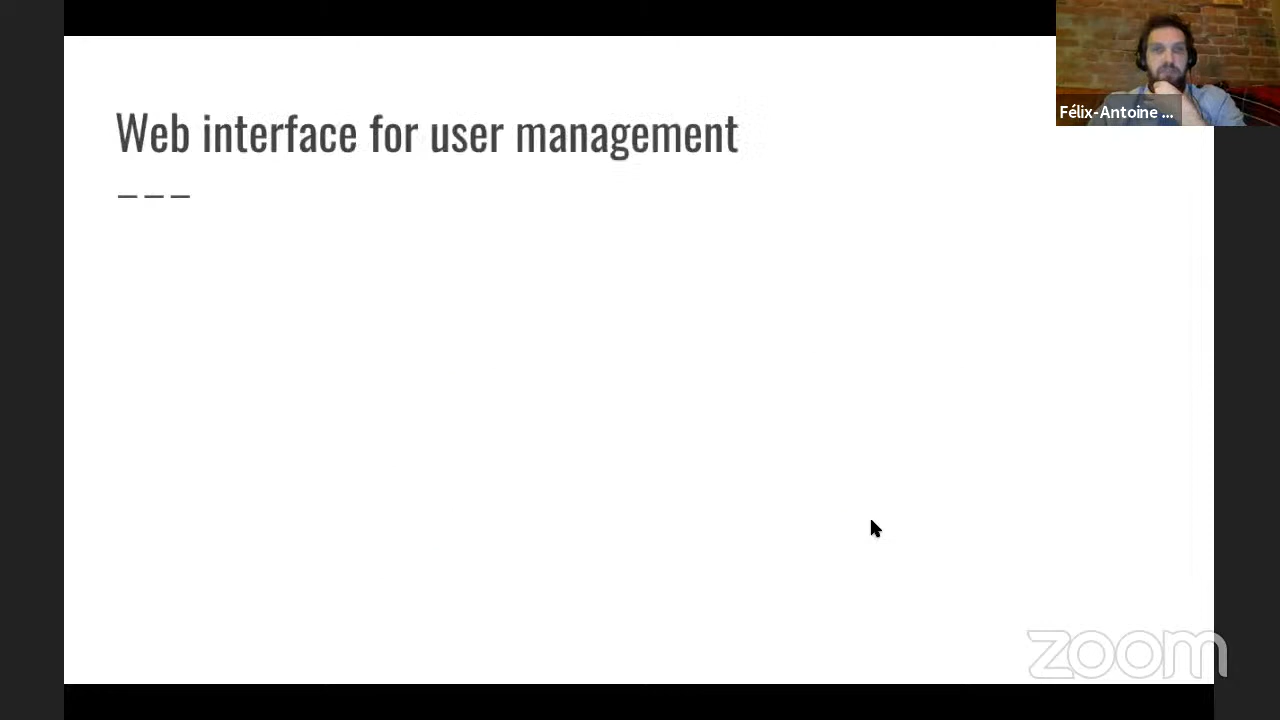 Web interface for user management
– – –
Félix-Antoine ...
zoom